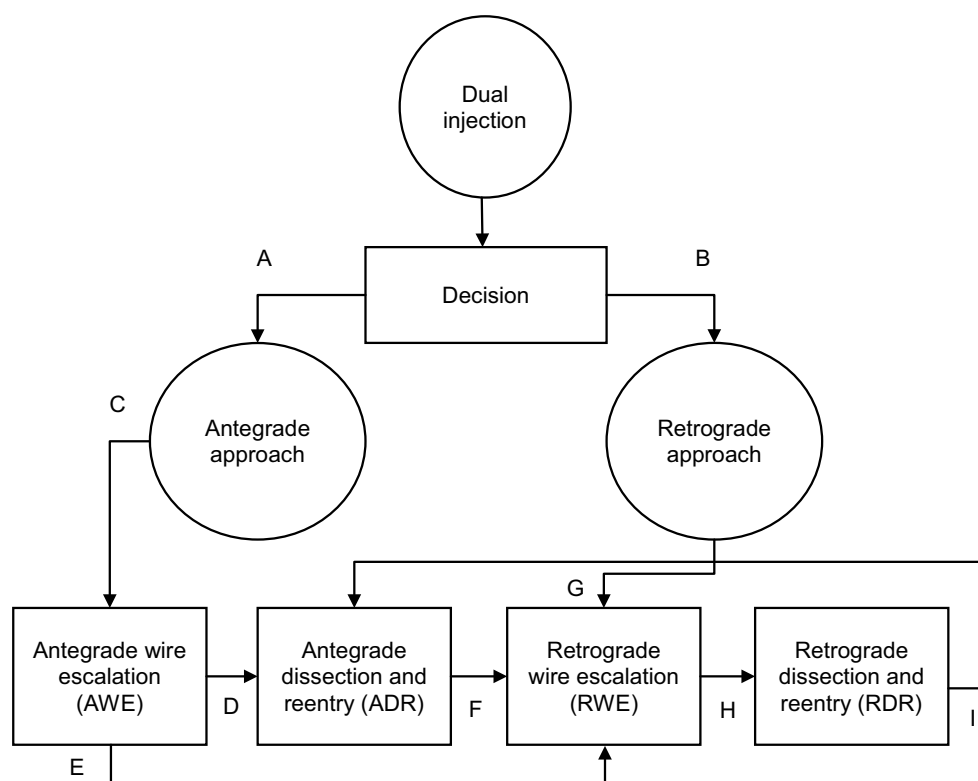 Dual
injection
A
B
Decision
C
Antegrade
approach
Retrograde
approach
G
Antegrade wire
escalation
(AWE)
D
Antegrade
dissection and
reentry (ADR)
F
Retrograde
wire escalation
(RWE)
H
Retrograde
dissection and
reentry (RDR)
I
E